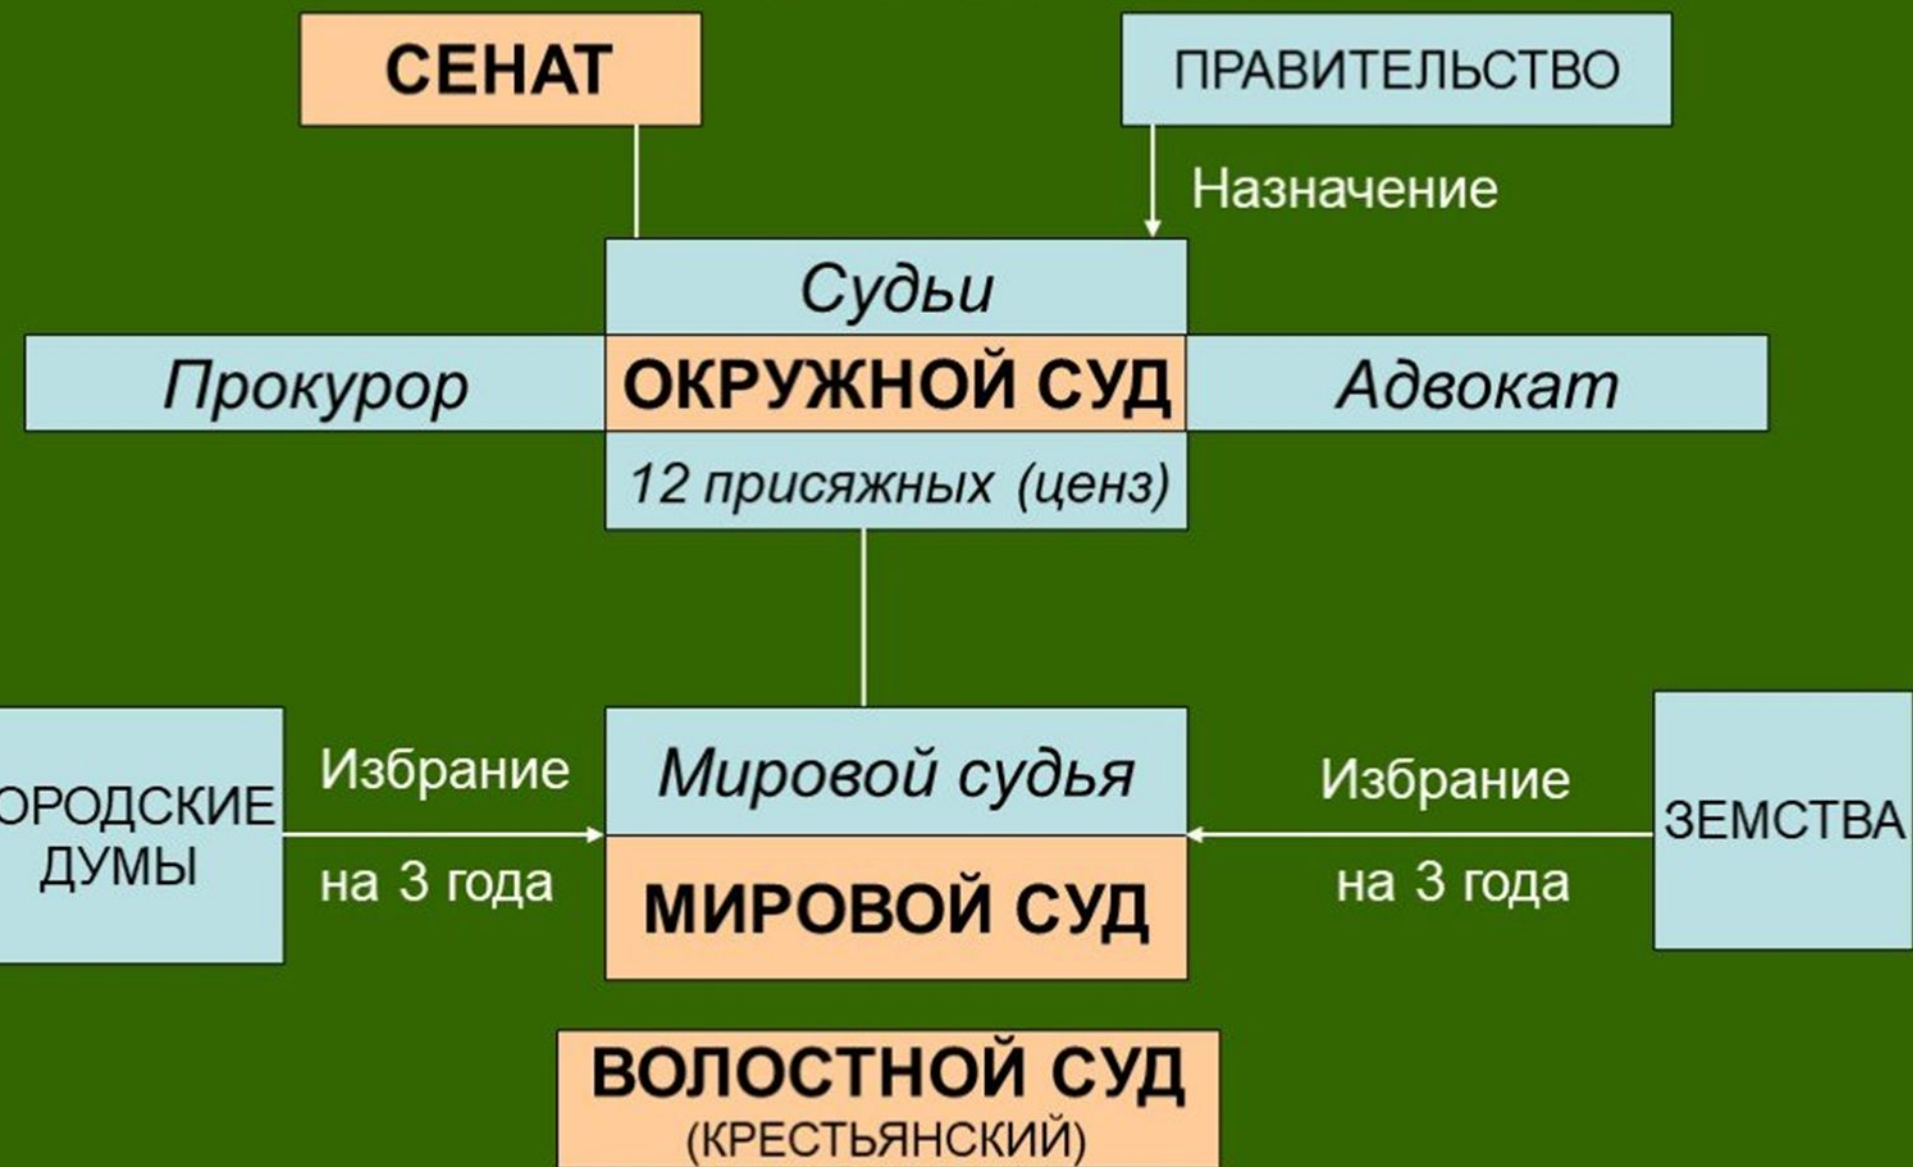 СЕНАТ
ПРАВИТЕЛЬСТВО
Назначение
Судьи
Прокурор
ОКРУЖНОЙ СУД
Адвокат
12 присяжных (ценз)
Избрание
на 3 года
ОРОДСКИЕ
ДУМЫ
Мировой судья
МИРОВОЙ СУД
Избрание
на 3 года
ЗЕМСТВА
ВОЛОСТНОЙ СУД
(КРЕСТЬЯНСКИЙ)